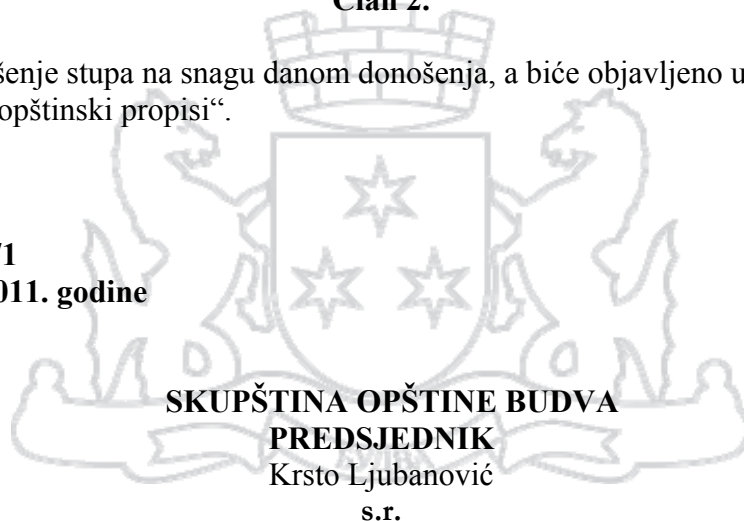 Član 2.
šenje stupa na snagu danom donošenja, a biće objavljeno u
opštinski propisi“.
/1
011. godine
SKUPŠTINA OPŠTINE BUDVA
PREDSJEDNIK
Krsto Ljubanović
s.r.